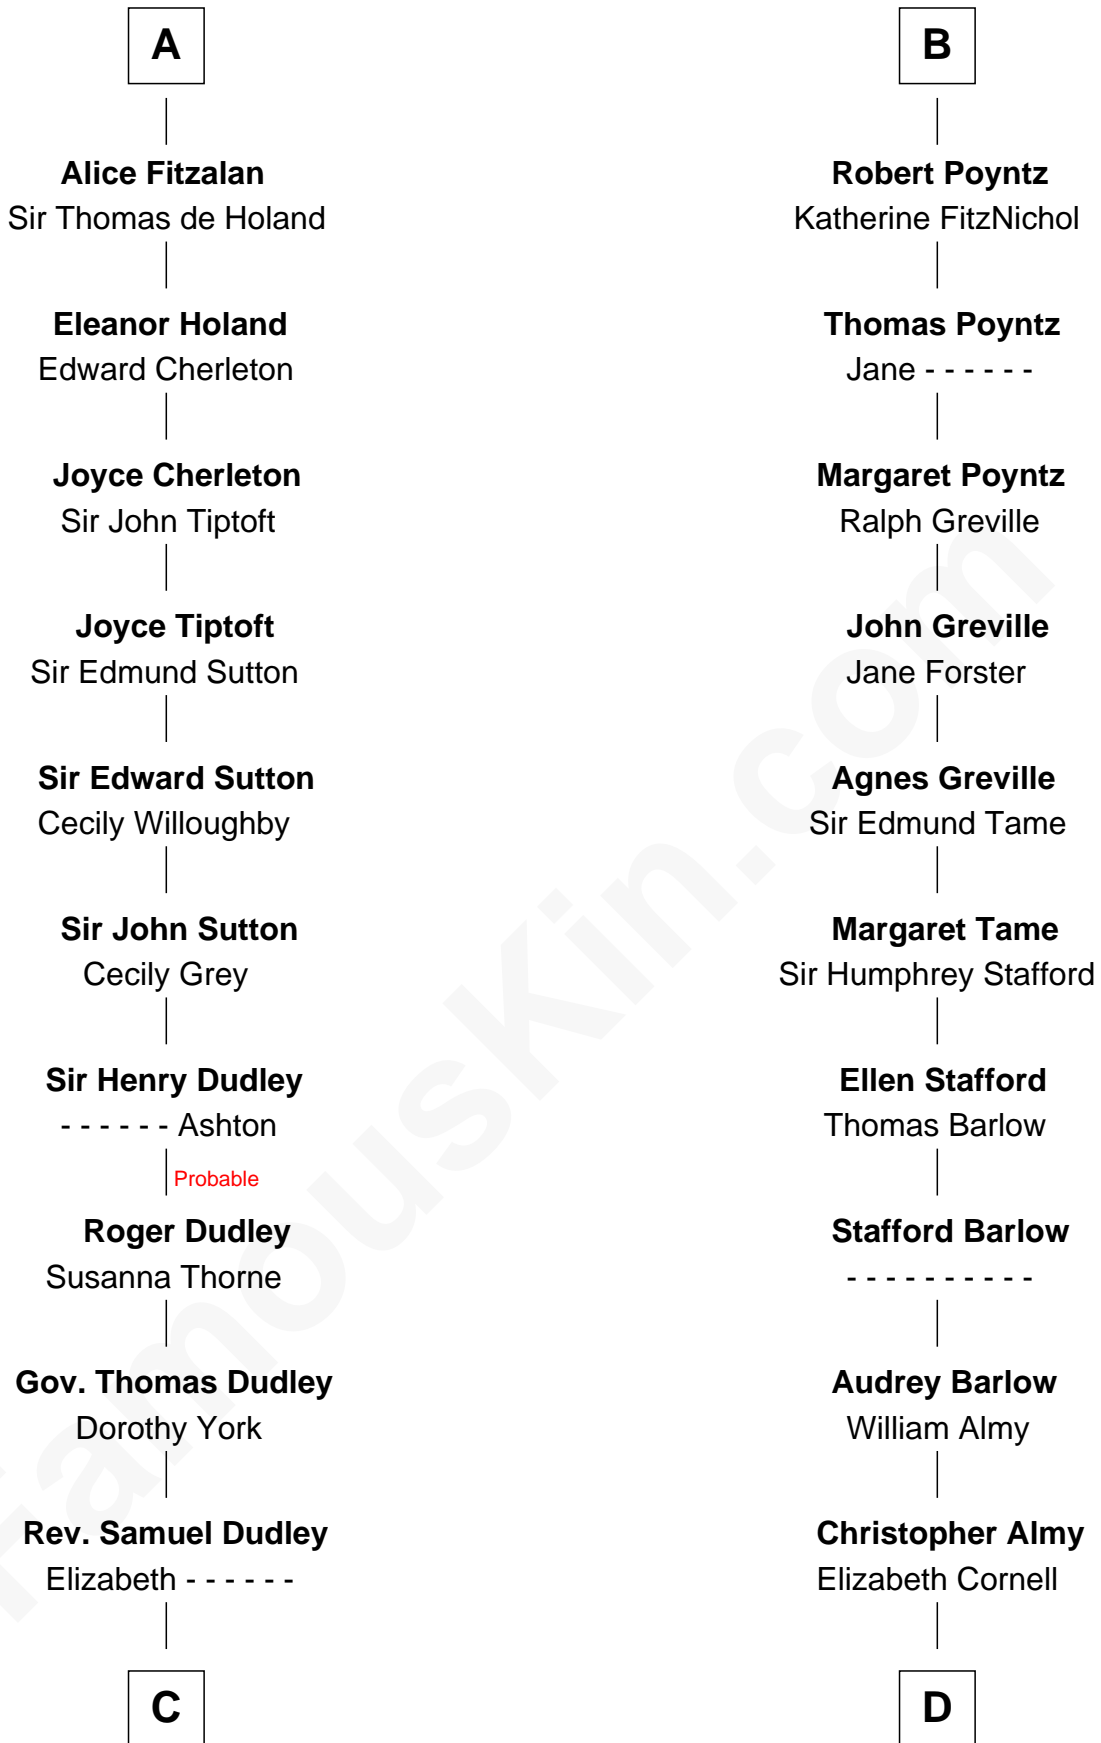 A
Alice Fitzalan
Sir Thomas de Holand
Eleanor Holand
Edward Cherleton
Joyce Cherleton
Sir John Tiptoft
Joyce Tiptoft
Sir Edmund Sutton
Sir Edward Sutton
Cecily Willoughby
Sir John Sutton
Cecily Grey
Sir Henry Dudley
- - - - - - Ashton
Probable
Roger Dudley
Susanna Thorne
Gov. Thomas Dudley
Dorothy York
Rev. Samuel Dudley
Elizabeth - - - - - -
C
B
Robert Poyntz
Katherine FitzNichol
Thomas Poyntz
Jane - - - - - -
Margaret Poyntz
Ralph Greville
John Greville
Jane Forster
Agnes Greville
Sir Edmund Tame
Margaret Tame
Sir Humphrey Stafford
Ellen Stafford
Thomas Barlow
Stafford Barlow
- - - - - - - - - -
Audrey Barlow
William Almy
Christopher Almy
Elizabeth Cornell
D
FamousKin.com